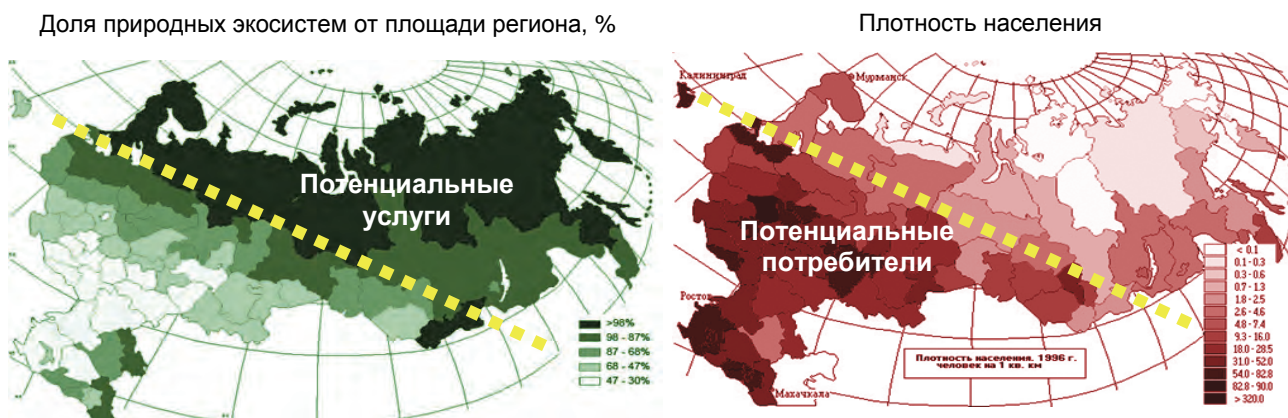 Доля природных экосистем от площади региона, %
Плотность населения
Потенциальные
услуги
>98%
98 - 87%
87 - 68%
68 - 47%
47 - 30%
Калининград
Мурманск
Потенциальные
потребители
Ростов
Махачкала
Плотность населения. 1996 г.
человек на 1 кв. км
< 0.1
0.1 - 0.3
0.3 - 0.6
0.7 - 1.3
1.8 - 2.5
2.6 - 4.6
4.8 - 7.4
9.3 - 16.0
18.0 - 28.5
31.0 - 52.0
54.0 - 82.8
82.8 - 90.0
> 320.0